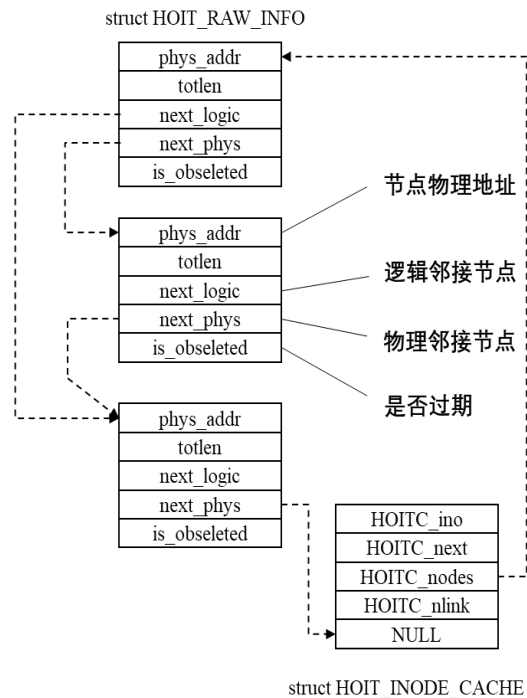 struct HOIT_RAW_INFO
phys_addr
totlen
next_logic
next_phys
is_obseleted
phys_addr
totlen
next_logic
next_phys
is_obseleted
节点物理地址
逻辑邻接节点
物理邻接节点
是否过期
phys_addr
totlen
next_logic
next_phys
is_obseleted
HOITC_ino
HOITC_next
HOITC_nodes
HOITC_nlink
NULL
struct HOIT_INODE_CACHE